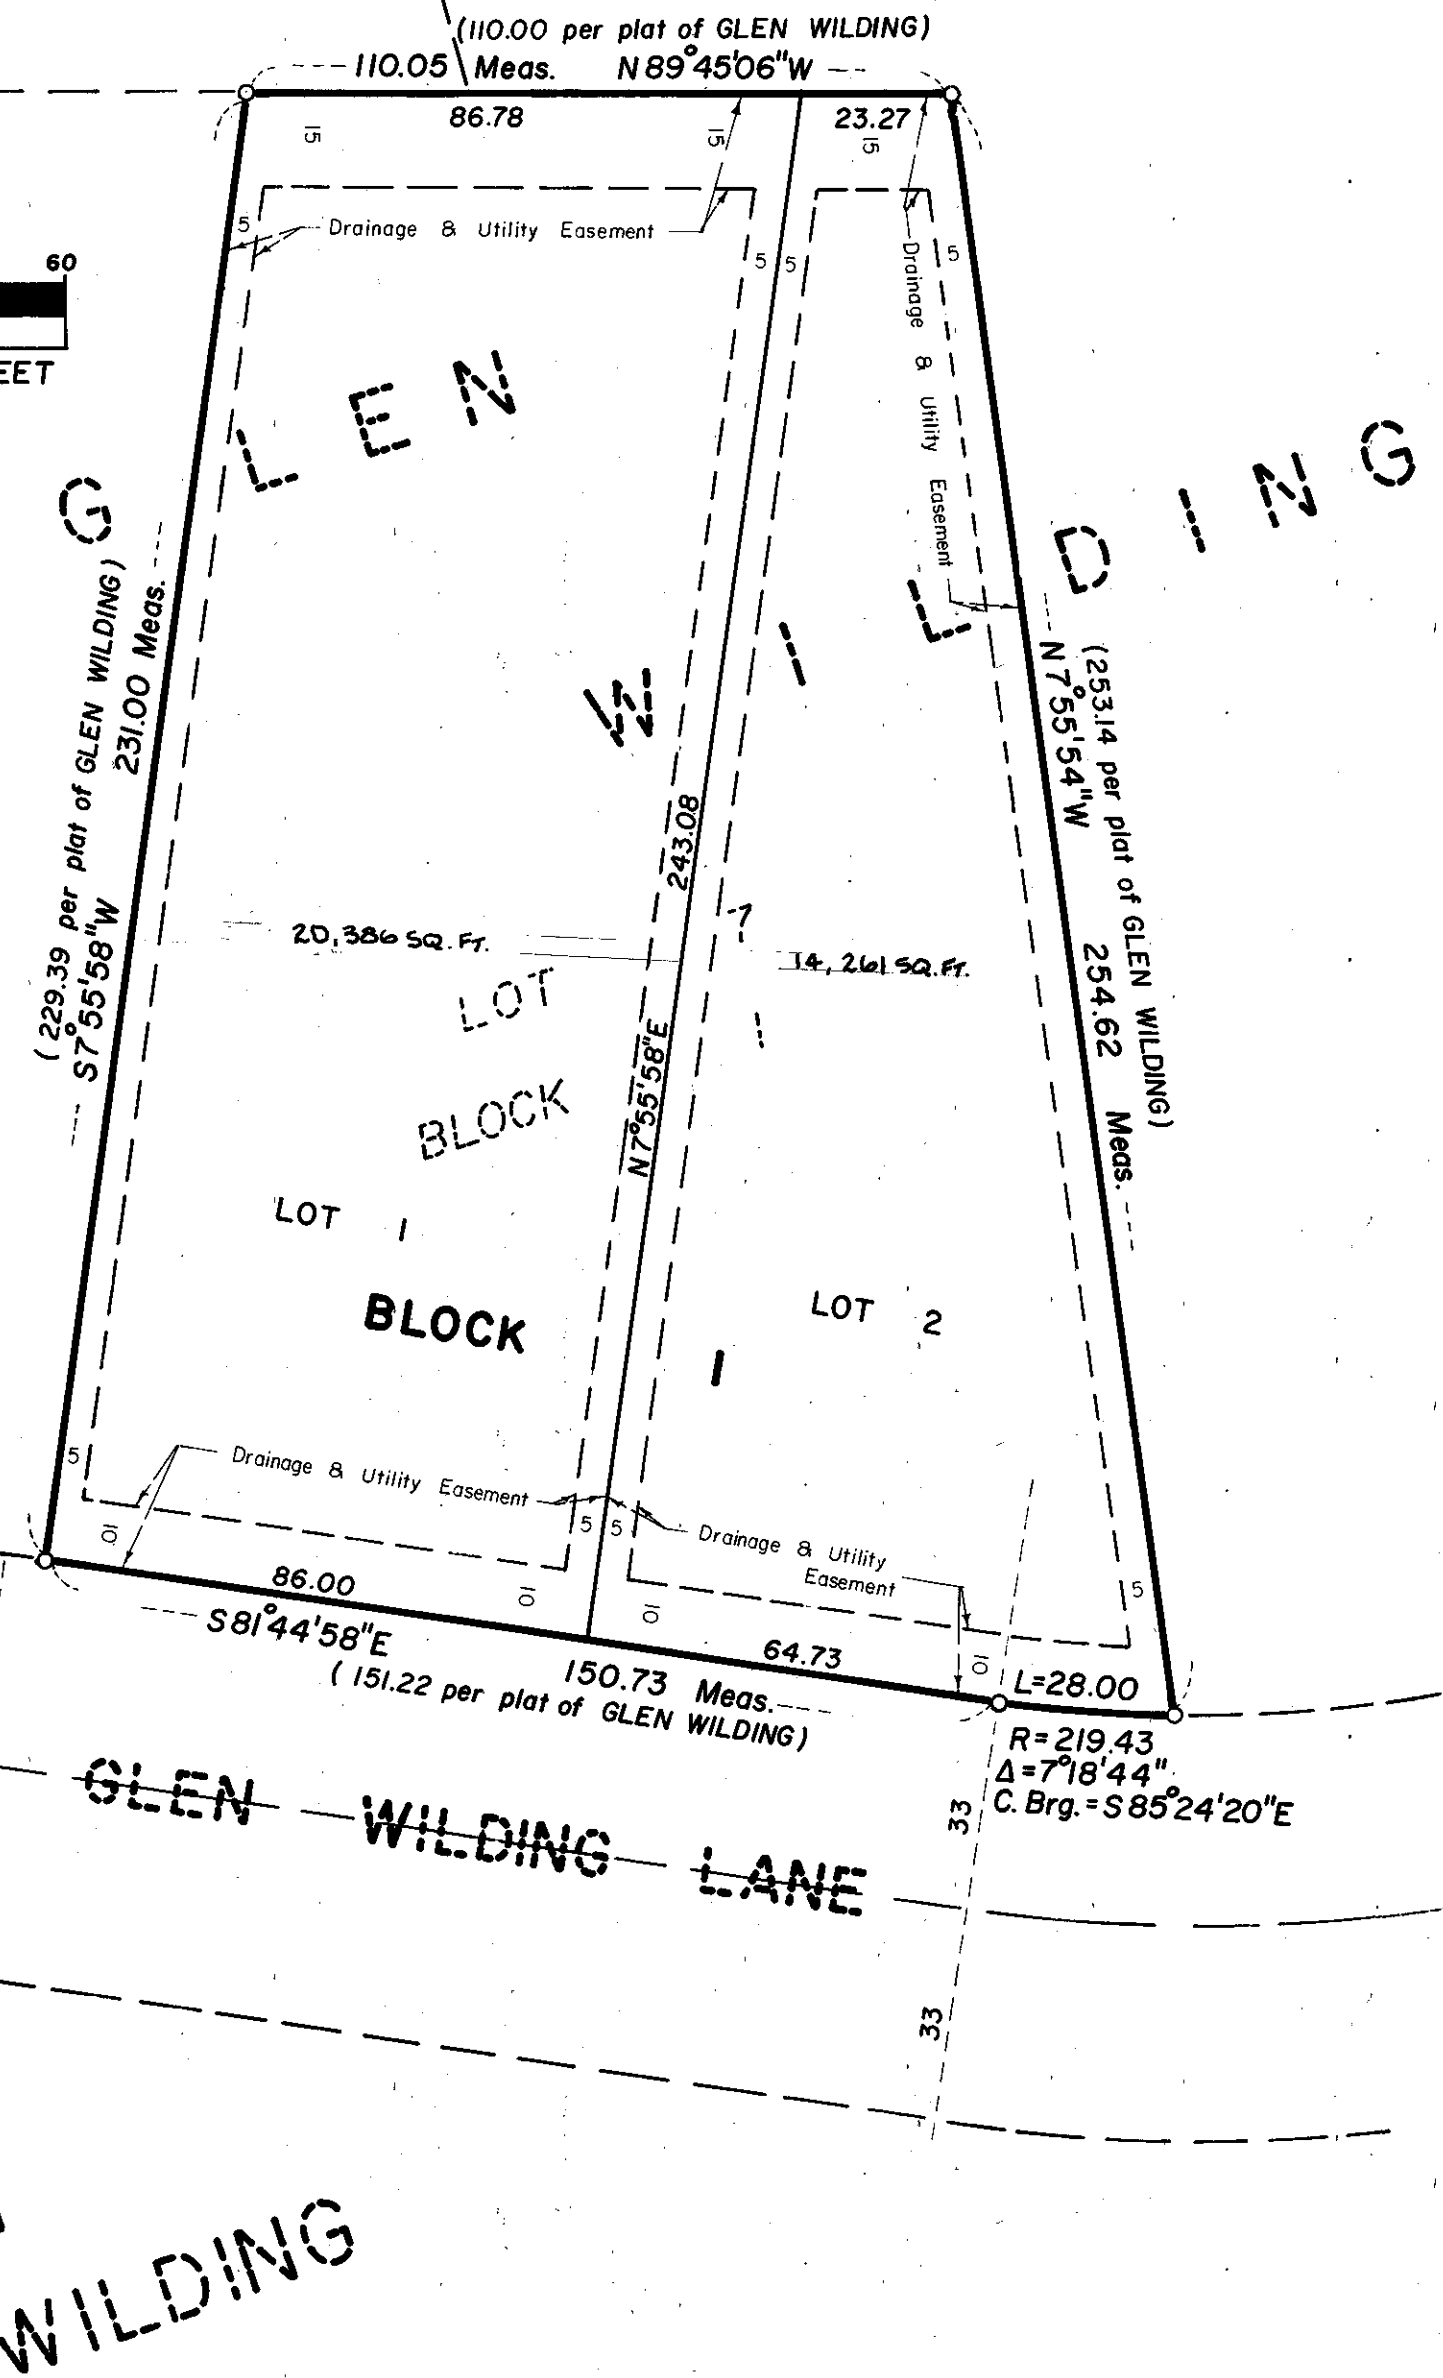 (110.00 per plat of GLEN WILDING)
110.05 Meas. N89°45'06"W
86.78
23.27
15
15
15
5
Drainage & Utility Easement
5
5
5
Drainage & Utility Easement
60
EET
GLEN
WILDING
(229.39 per plat of GLEN WILDING)
231.00 Meas.
S7°55'58"W
243.08
N7°55'58"E
(253.14 per plat of GLEN WILDING)
N7°55'54"W
254.62 Meas.
20,386 SQ. FT.
14,261 SQ. FT.
LOT 7
BLOCK 1
LOT 1
LOT 2
BLOCK 1
5
Drainage & Utility Easement
5
5
Drainage & Utility
Easement
5
10
10
10
10
86.00
S81°44'58"E
64.73
150.73 Meas.
(151.22 per plat of GLEN WILDING)
L=28.00
R=219.43
Δ=7°18'44"
C. Brg.=S85°24'20"E
33
GLEN WILDING LANE
33
WILDING